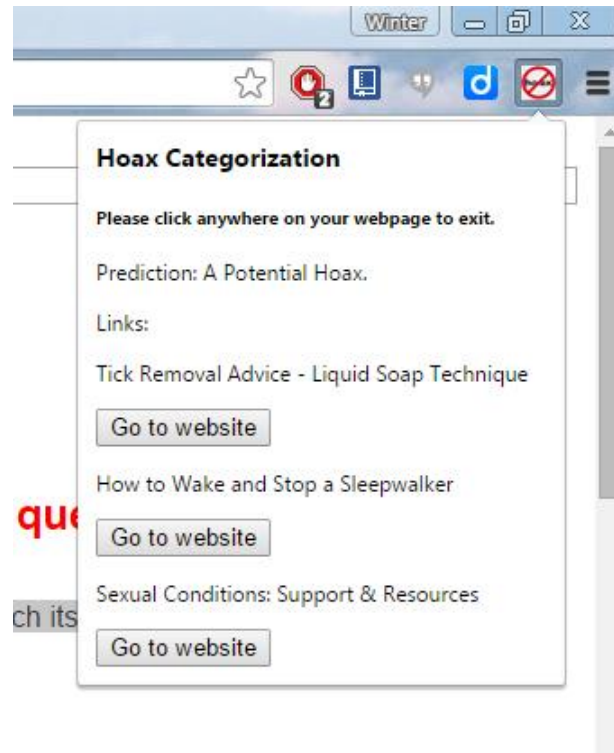 Winter
2
Hoax Categorization
Please click anywhere on your webpage to exit.
Prediction: A Potential Hoax.
Links:
Tick Removal Advice - Liquid Soap Technique
Go to website
How to Wake and Stop a Sleepwalker
Go to website
que
Sexual Conditions: Support & Resources
ch its
Go to website